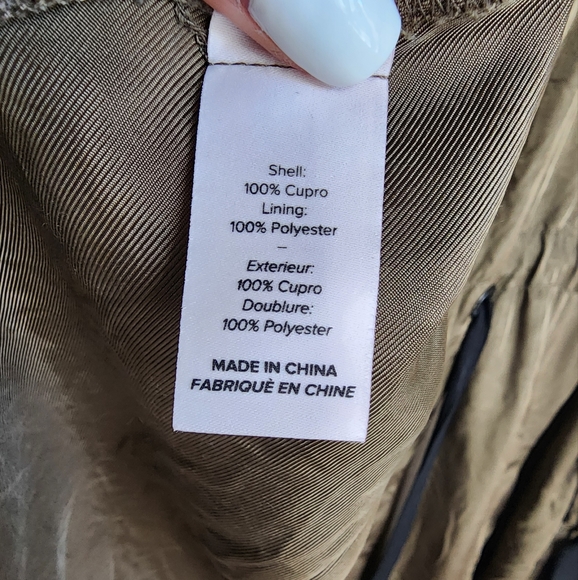 Shell:
100% Cupro
Lining:
100% Polyester
–
Exterieur:
100% Cupro
Doublure:
100% Polyester
MADE IN CHINA
FABRIQUÈ EN CHINE